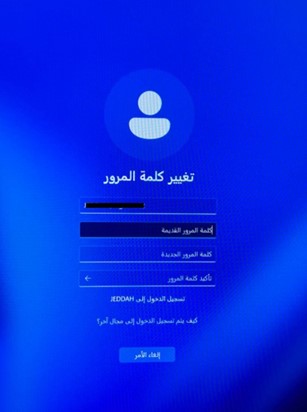 تغيير كلمة المرور
كلمة المرور القديمة
كلمة المرور الجديدة
تأكيد كلمة المرور
تسجيل الدخول إلى JEDDAH
كيف يتم تسجيل الدخول إلى مجال آخر؟
إلغاء الأمر